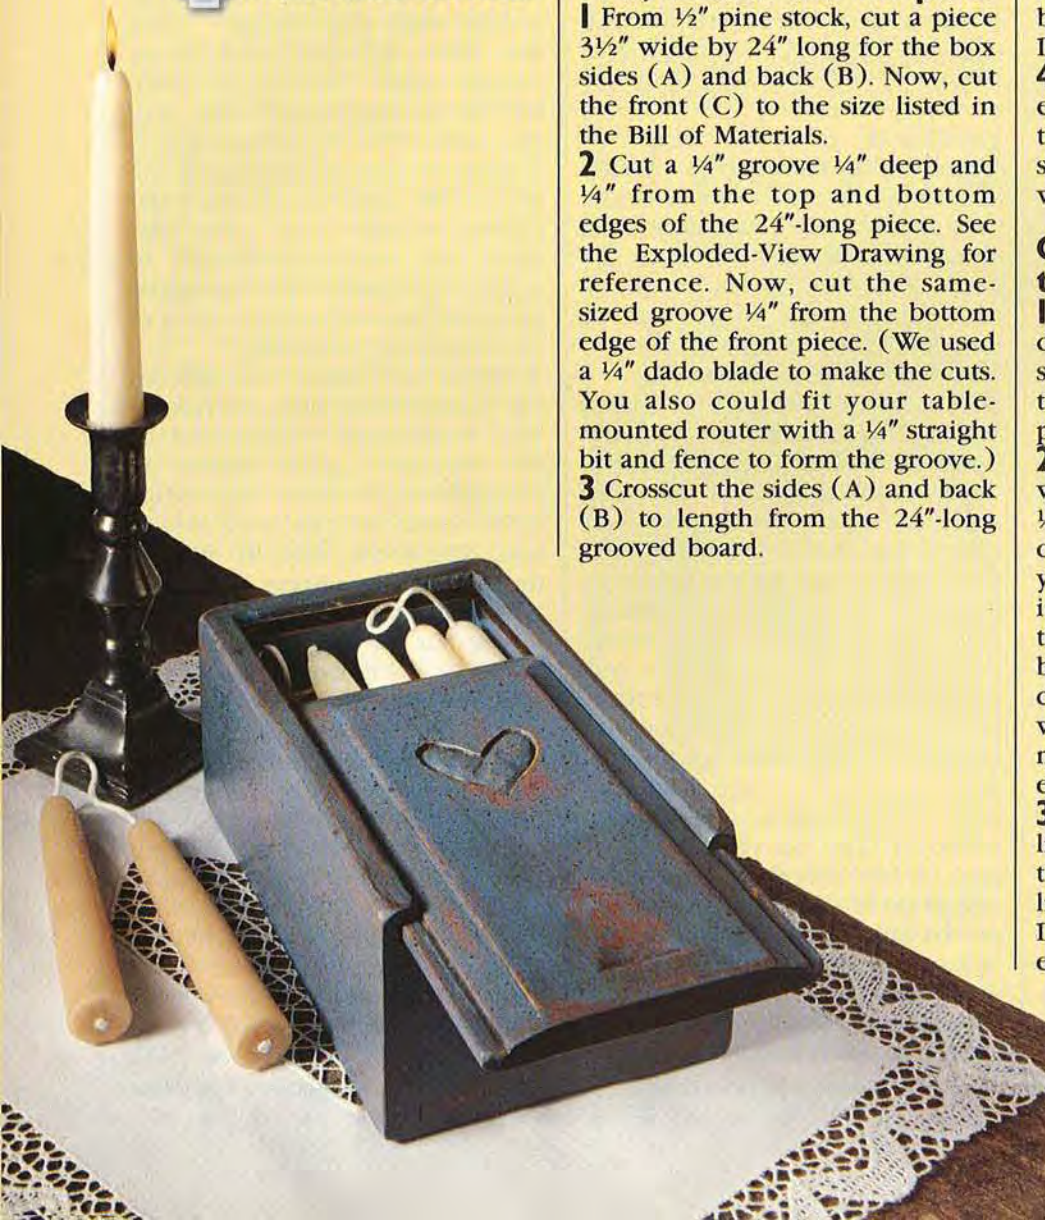 1 From ½" pine stock, cut a piece
3½" wide by 24" long for the box
sides (A) and back (B). Now, cut
the front (C) to the size listed in
the Bill of Materials.
2 Cut a ¼" groove ¼" deep and
¼" from the top and bottom
edges of the 24"-long piece. See
the Exploded-View Drawing for
reference. Now, cut the same-
sized groove ¼" from the bottom
edge of the front piece. (We used
a ¼" dado blade to make the cuts.
You also could fit your table-
mounted router with a ¼" straight
bit and fence to form the groove.)
3 Crosscut the sides (A) and back
(B) to length from the 24"-long
grooved board.